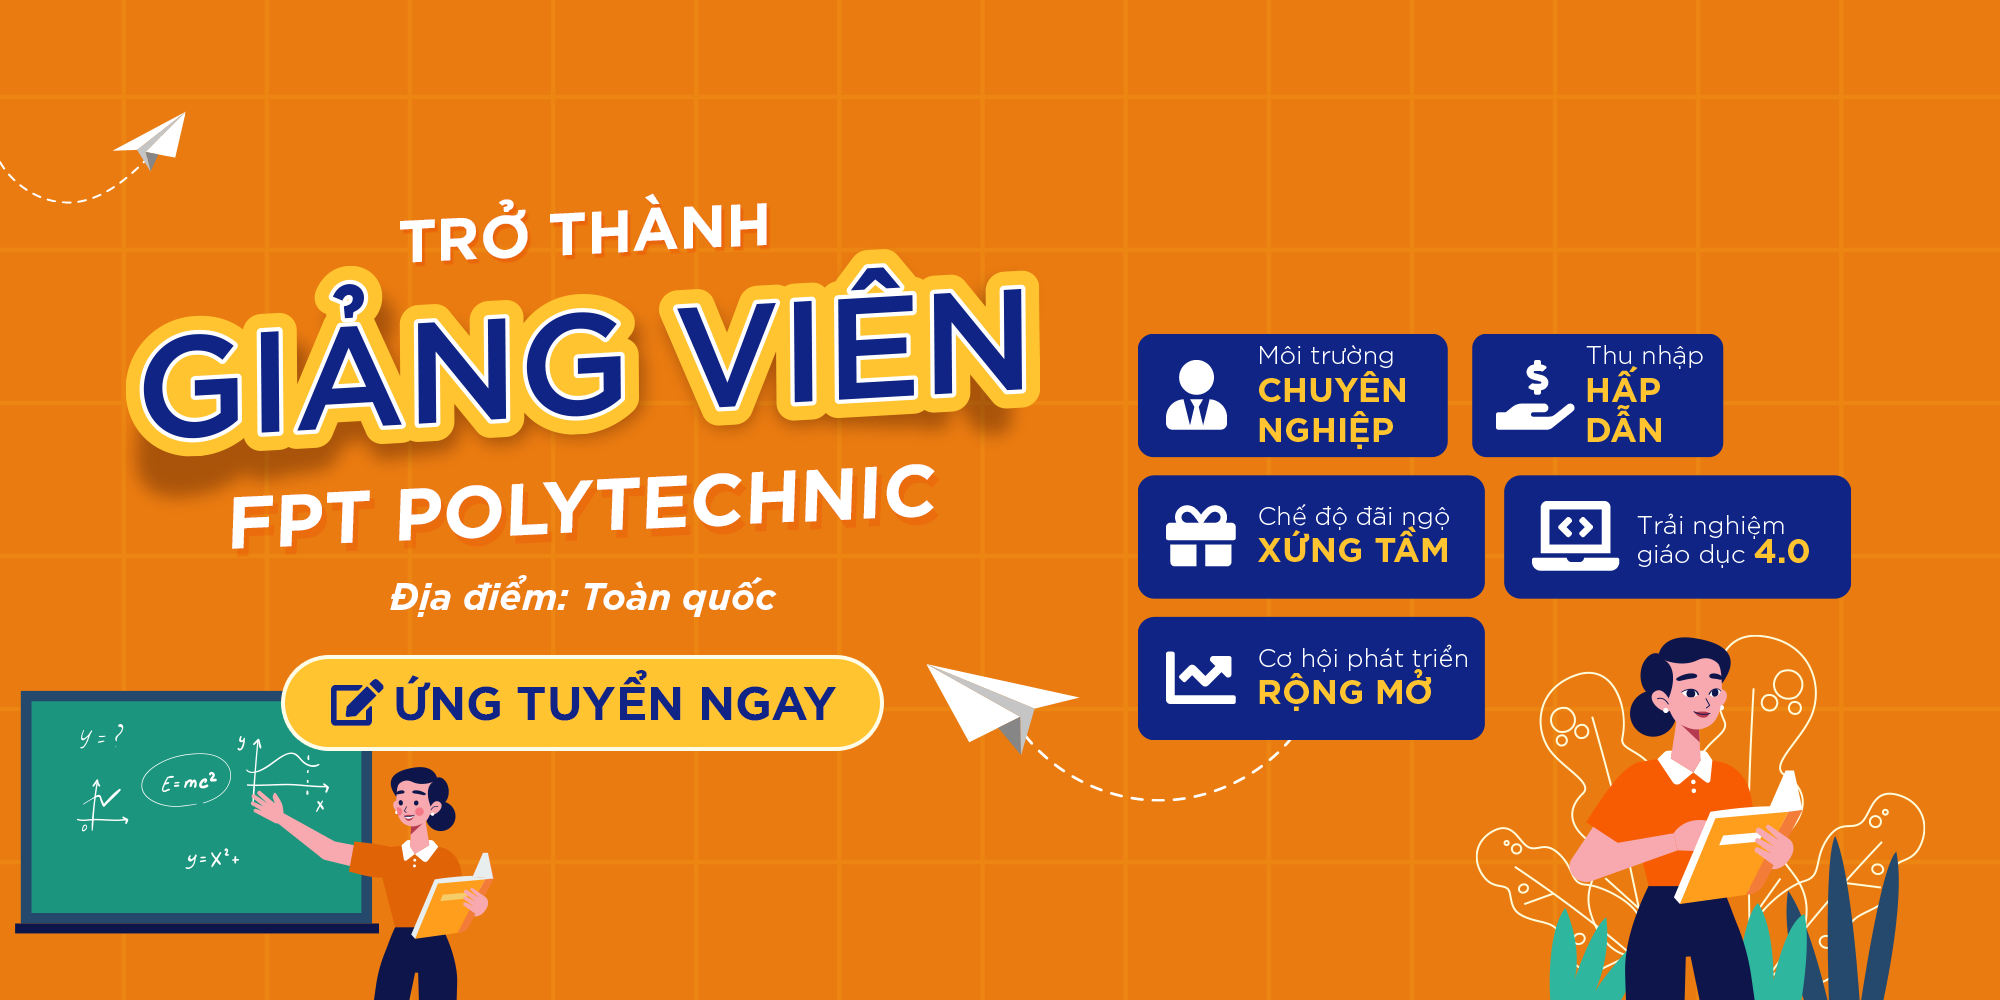 TRỞ THÀNH
GIẢNG VIÊN
FPT POLYTECHNIC
Địa điểm: Toàn quốc
ỨNG TUYỂN NGAY
Môi trường
CHUYÊN
NGHIỆP
Thu nhập
HẤP
DẪN
Chế độ đãi ngộ
XỨNG TẦM
Trải nghiệm
giáo dục 4.0
Cơ hội phát triển
RỘNG MỞ
y = ?
E=mc²
y
x
0
y=x²+